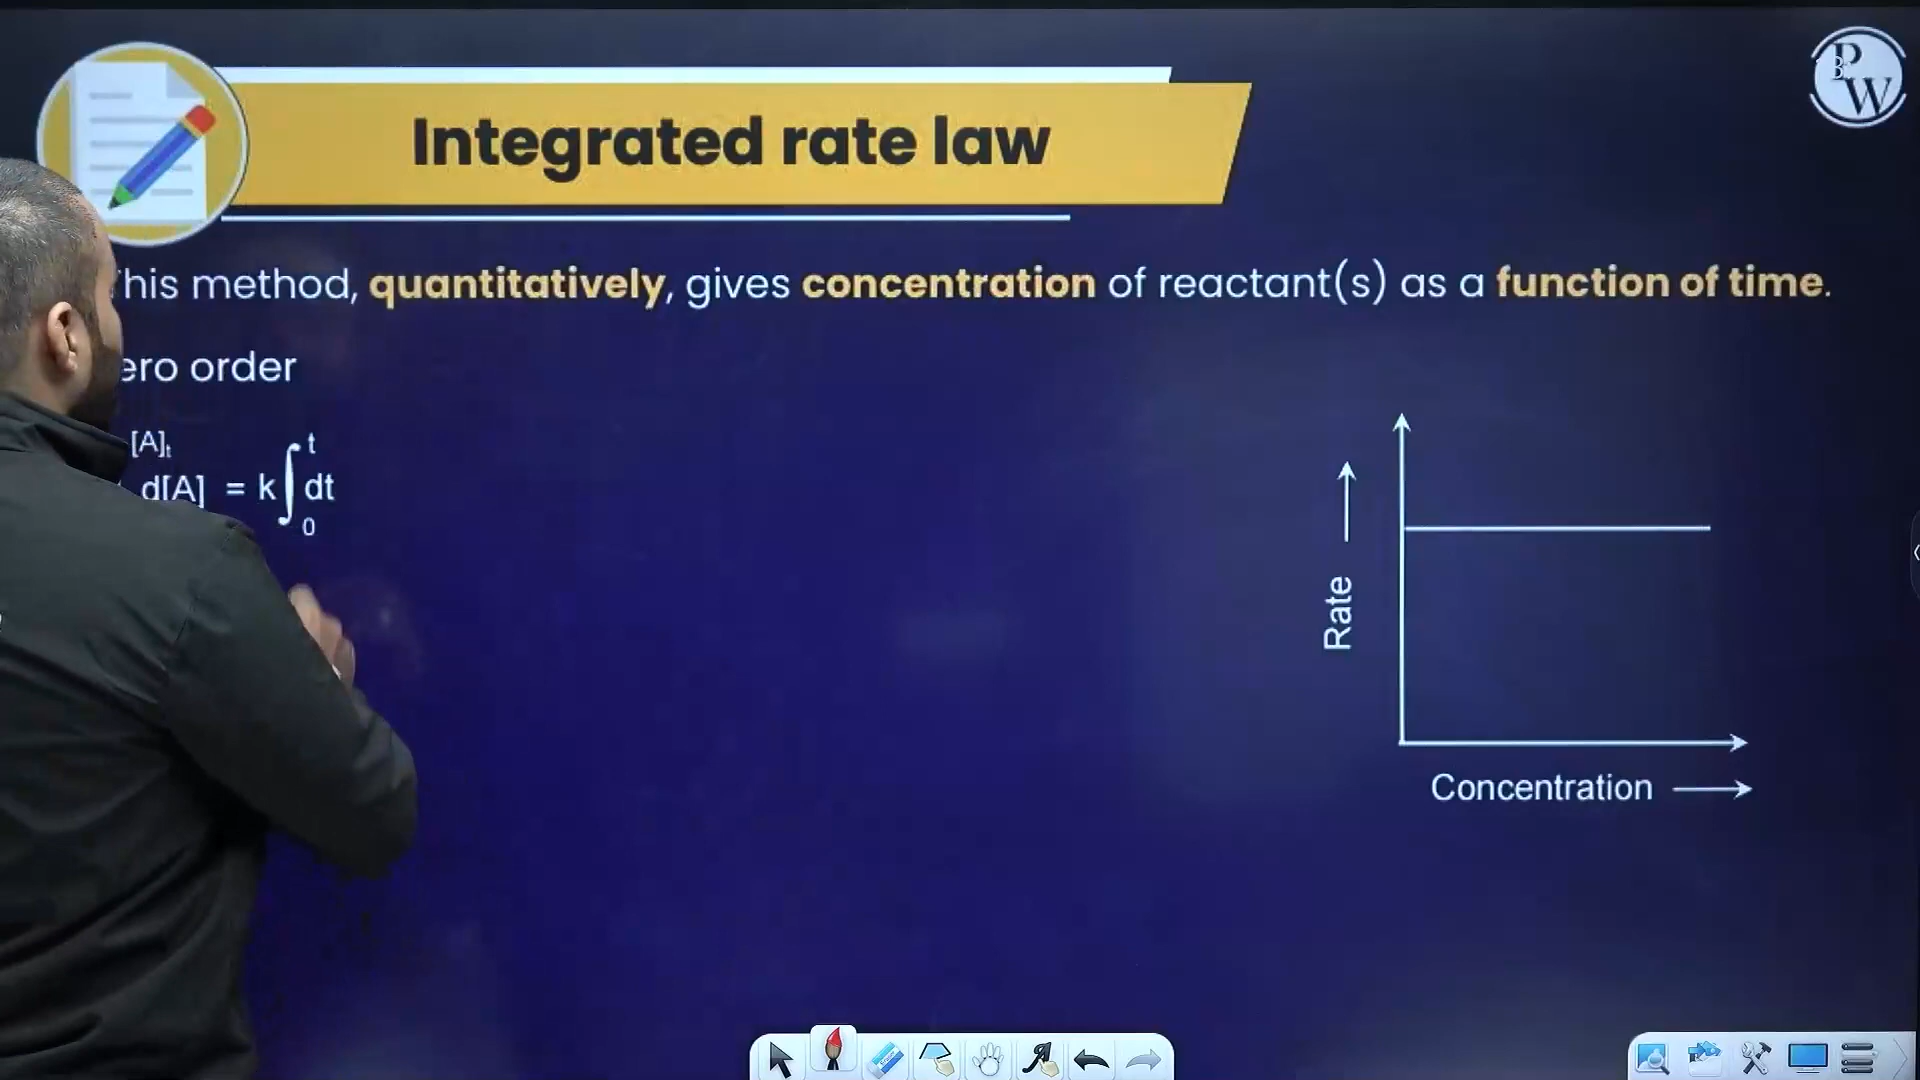 Integrated rate law
PW
his method, quantitatively, gives concentration of reactant(s) as a function of time.
ero order
[A]t
d[A] = k∫dt
t
0
Rate
Concentration